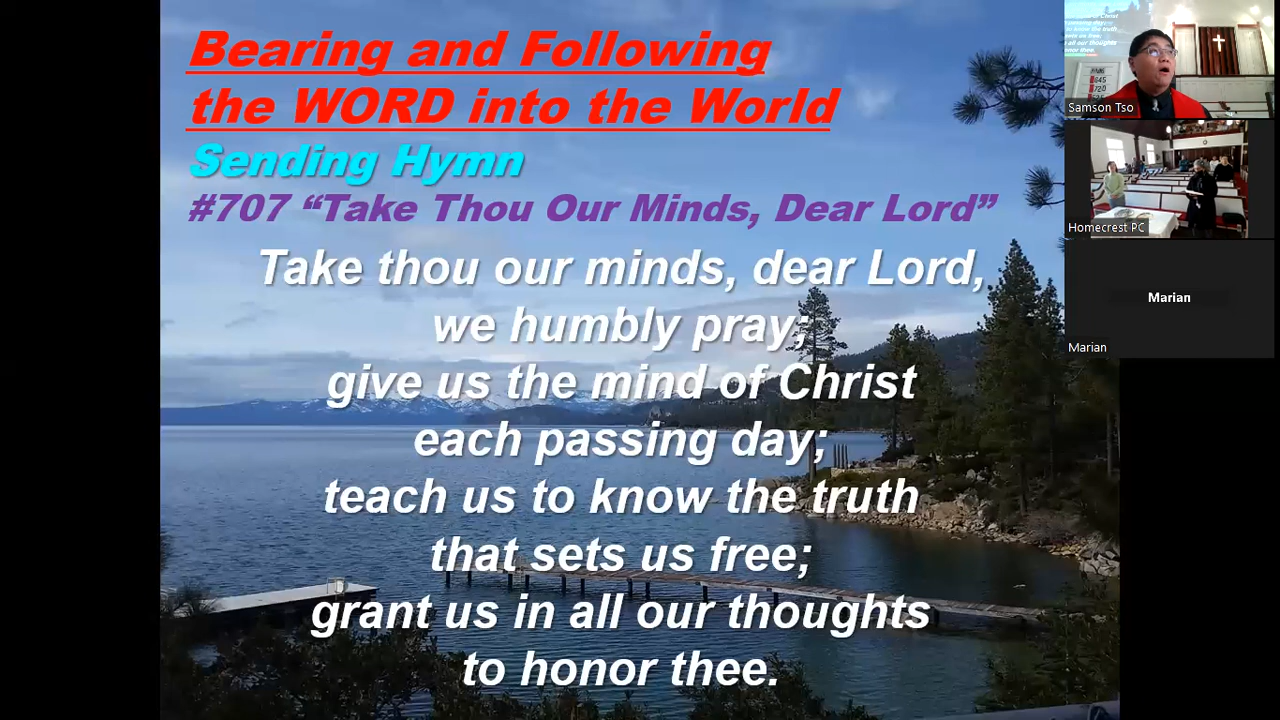 Bearing and Following
the WORD into the World
Sending Hymn
#707 “Take Thou Our Minds, Dear Lord”
Take thou our minds, dear Lord,
we humbly pray;
give us the mind of Christ
each passing day;
teach us to know the truth
that sets us free;
grant us in all our thoughts
to honor thee.
Samson Tso
Homecrest PC
Marian
Marian